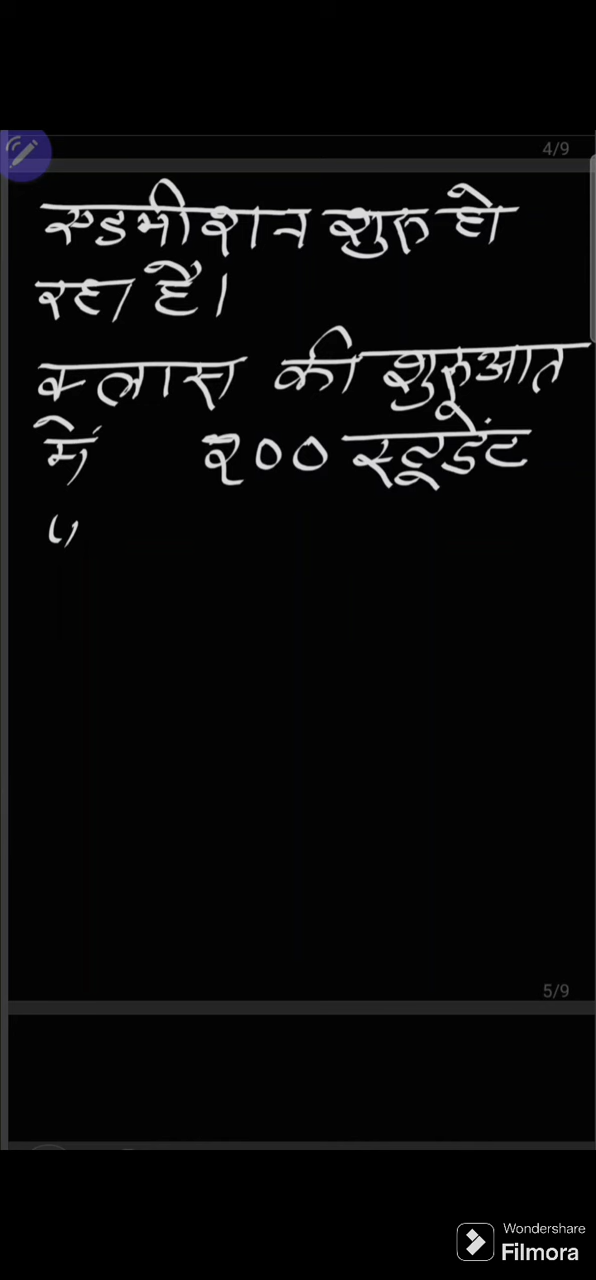 4/9
एडमीशन शुरु हो
रहा है।
क्लास की शुरूआत
में २०० स्टूडेंट
5/9
Wondershare
Filmora